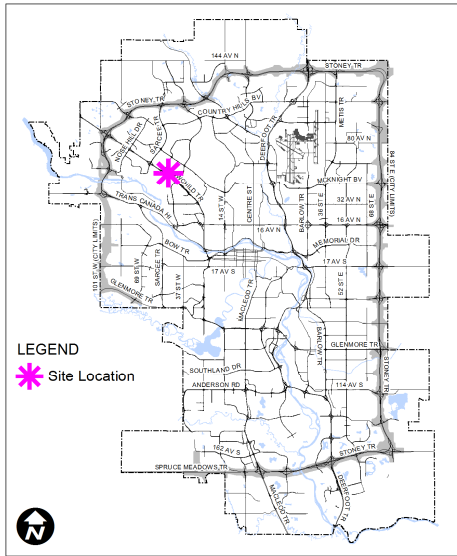 144 AV N
STONEY TR
STONEY TR
COUNTRY HILLS BV
NOSE HILL DR
SARCEE TR
DEERFOOT TR
METIS TR
80 AV N
84 ST E (CITY LIMITS)
CROWCHILD TR
MCKNIGHT BV
TRANS CANADA HI
14 ST W
CENTRE ST
BARLOW TR
36 ST E
32 AV N
68 ST E
16 AV N
16 AV N
101 ST W (CITY LIMITS)
BOW TR
MEMORIAL DR
69 ST W
SARCEE TR
37 ST W
17 AV S
17 AV S
52 ST E
GLENMORE TR
MACLEOD TR
BARLOW TR
GLENMORE TR
STONEY TR
LEGEND
Site Location
SOUTHLAND DR
ANDERSON RD
114 AV S
162 AV S
STONEY TR
SPRUCE MEADOWS TR
MACLEOD TR
DEERFOOT TR
N